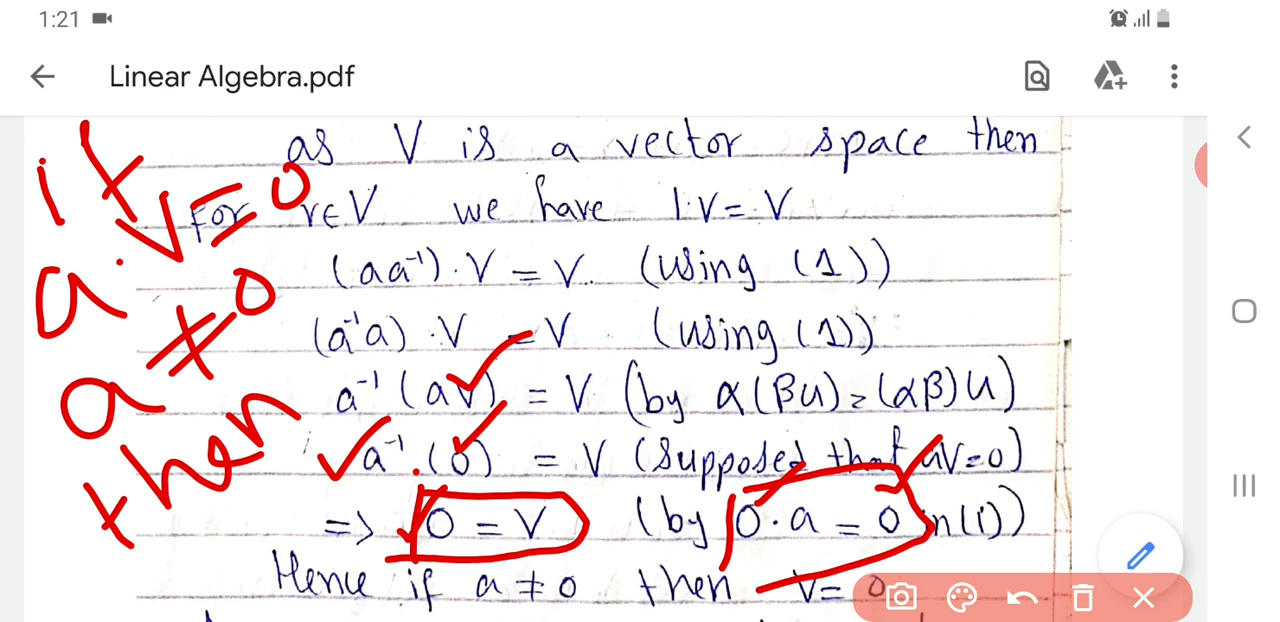 1:21
Linear Algebra.pdf
as V is a vector space then
For v∈V we have 1·V = V
(aa⁻¹)·V = V. (using (1))
(a⁻¹a)·V = V (using (1))
a⁻¹(aV) = V (by α(βu) = (αβ)u)
a⁻¹.(0) = V (Supposed that aV=0)
=> 0 = V (by 0·a = 0 in(i))
Hence if a ≠ 0 then V = 0
if
a·V = 0
a ≠ 0
then